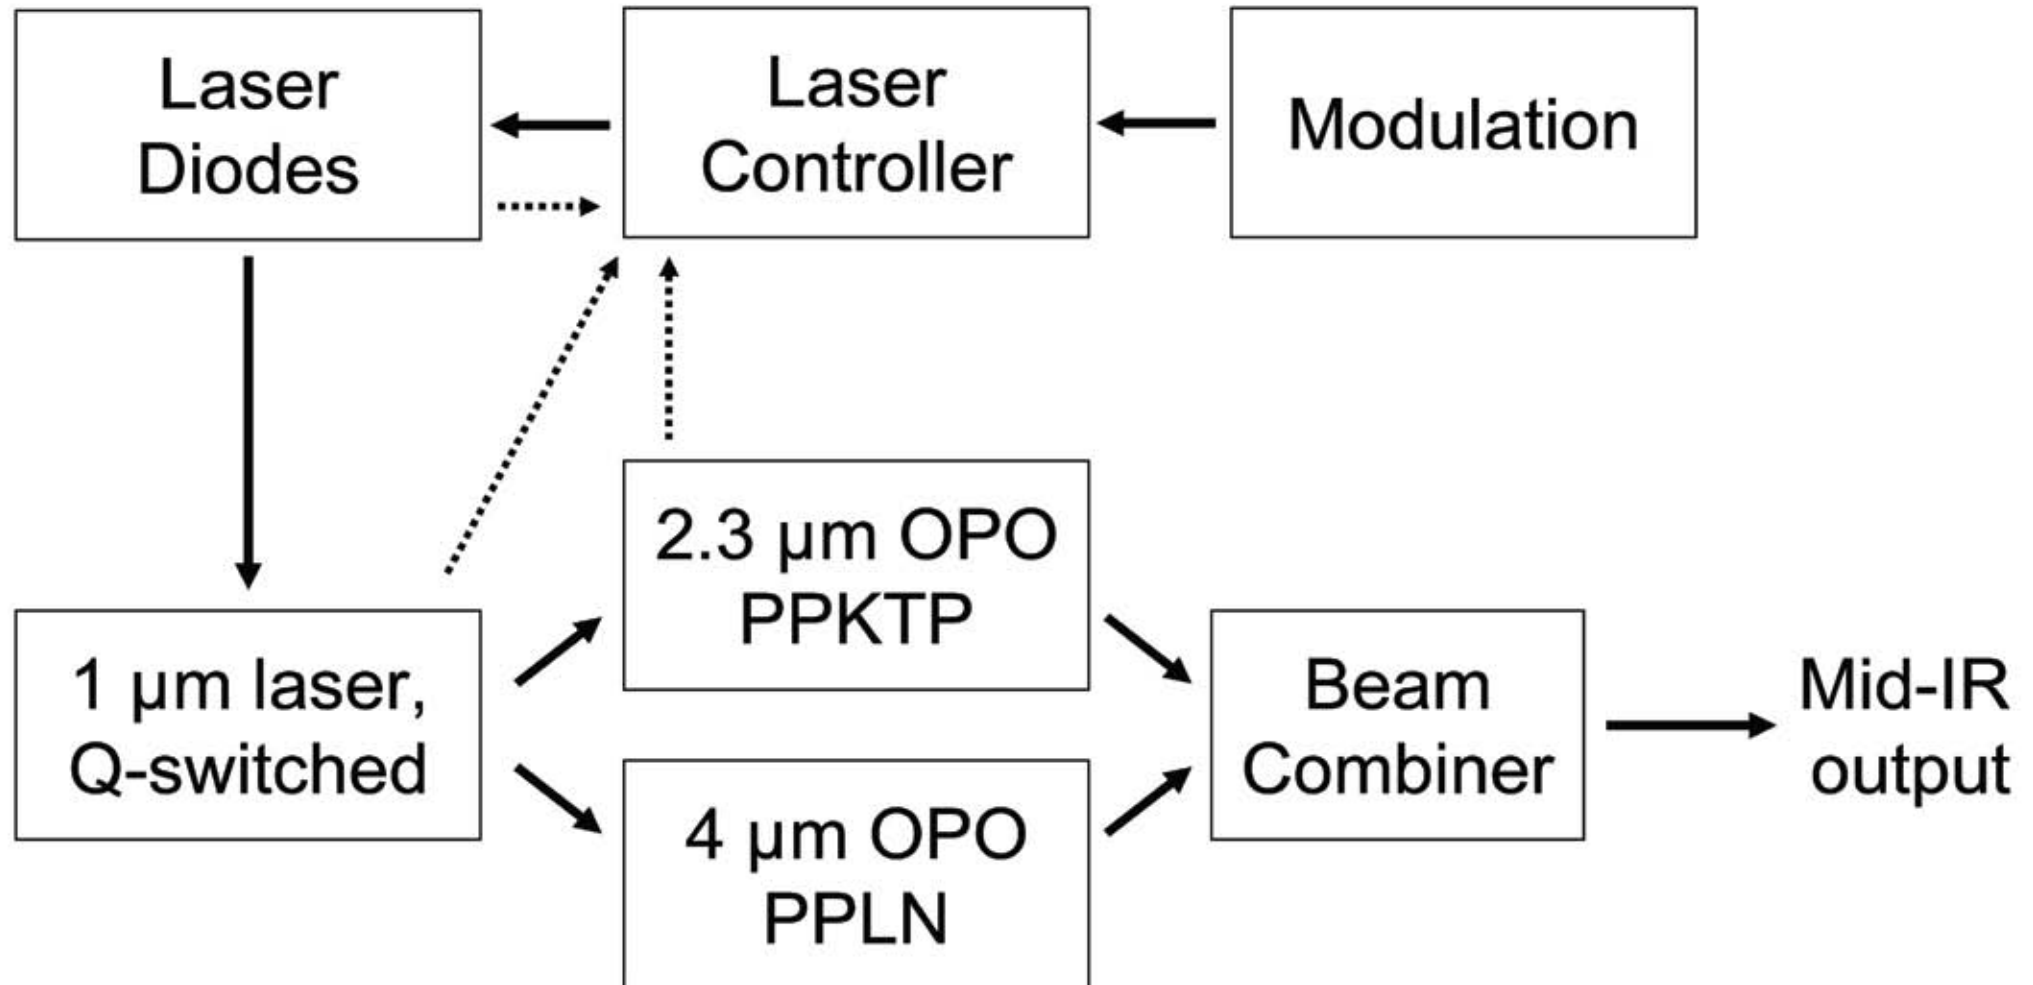 Laser
Diodes
Laser
Controller
Modulation
2.3 µm OPO
PPKTP
1 µm laser,
Q-switched
4 µm OPO
PPLN
Beam
Combiner
Mid-IR
output